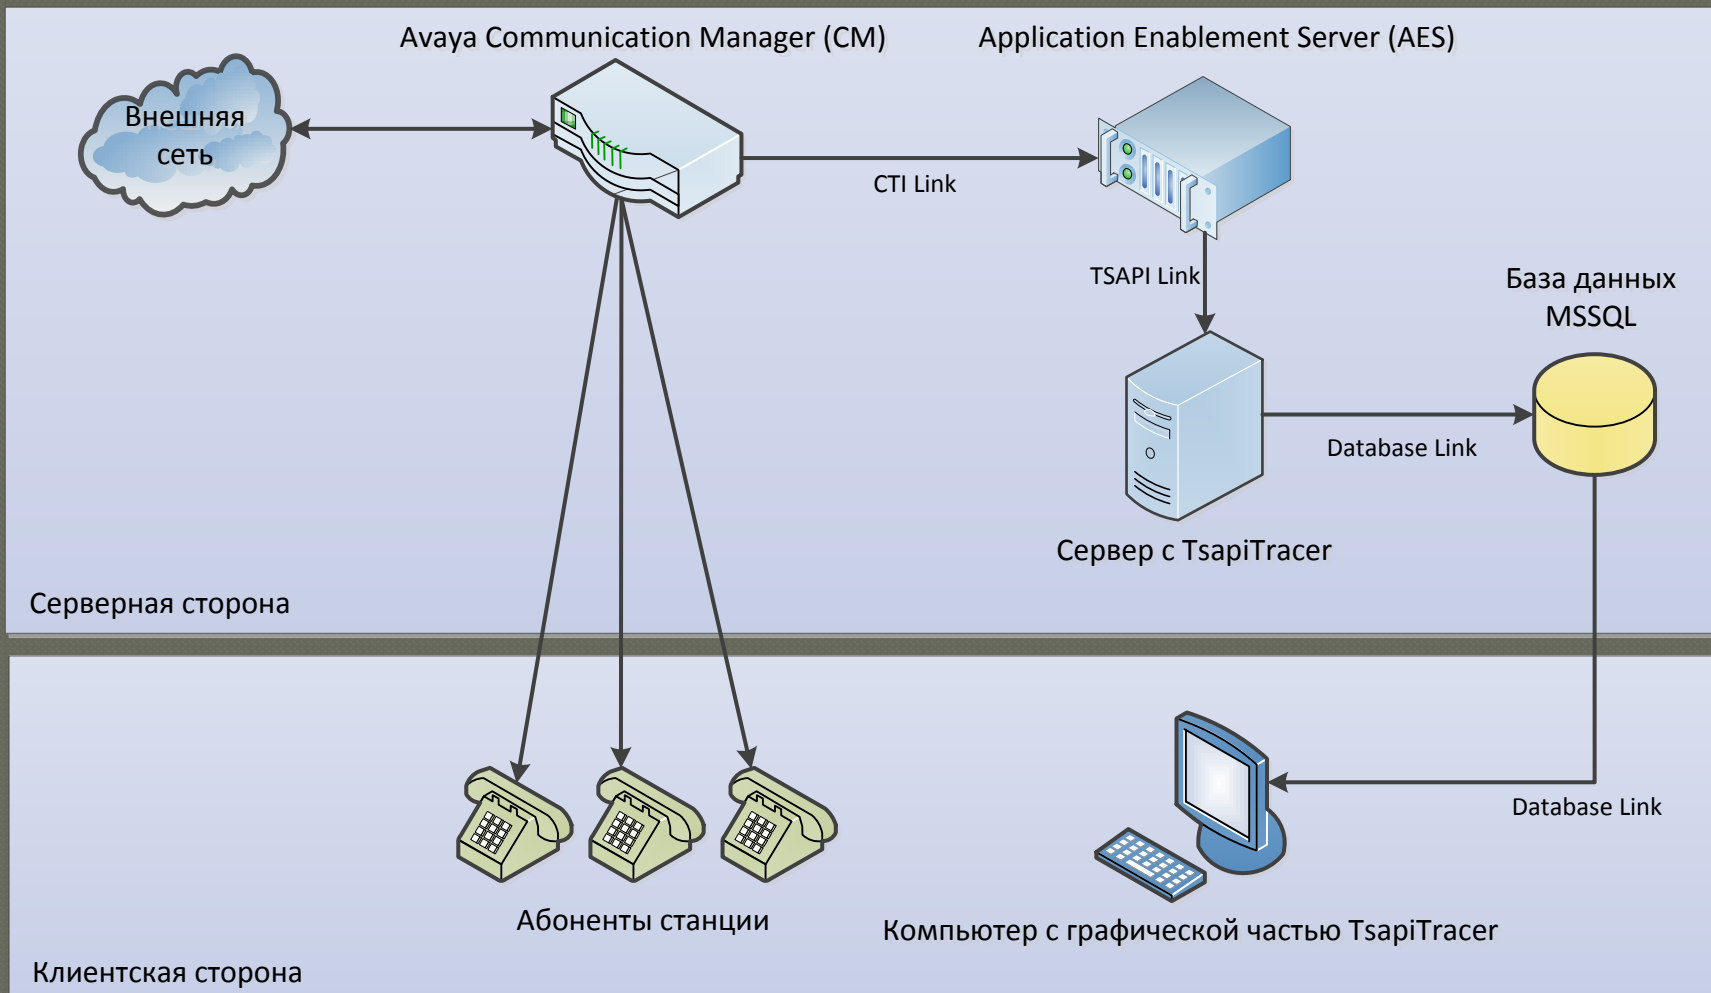 Avaya Communication Manager (CM)
Application Enablement Server (AES)
Внешняя
сеть
CTI Link
TSAPI Link
База данных
MSSQL
Database Link
Сервер с TsapiTracer
Серверная сторона
Database Link
Абоненты станции
Компьютер с графической частью TsapiTracer
Клиентская сторона